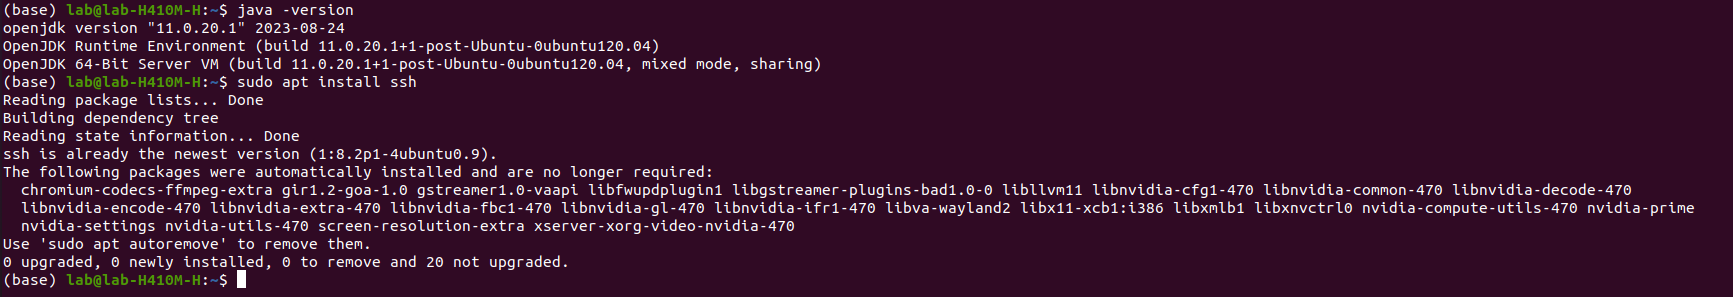 (base) lab@lab-H410M-H:~$ java -version
openjdk version "11.0.20.1" 2023-08-24
OpenJDK Runtime Environment (build 11.0.20.1+1-post-Ubuntu-0ubuntu120.04)
OpenJDK 64-Bit Server VM (build 11.0.20.1+1-post-Ubuntu-0ubuntu120.04, mixed mode, sharing)
(base) lab@lab-H410M-H:~$ sudo apt install ssh
Reading package lists... Done
Building dependency tree
Reading state information... Done
ssh is already the newest version (1:8.2p1-4ubuntu0.9).
The following packages were automatically installed and are no longer required:
  chromium-codecs-ffmpeg-extra gir1.2-goa-1.0 gstreamer1.0-vaapi libfwupdplugin1 libgstreamer-plugins-bad1.0-0 libllvm11 libnvidia-cfg1-470 libnvidia-common-470 libnvidia-decode-470
  libnvidia-encode-470 libnvidia-extra-470 libnvidia-fbc1-470 libnvidia-gl-470 libnvidia-ifr1-470 libva-wayland2 libx11-xcb1:i386 libxmlb1 libxnvctrl0 nvidia-compute-utils-470 nvidia-prime
  nvidia-settings nvidia-utils-470 screen-resolution-extra xserver-xorg-video-nvidia-470
Use 'sudo apt autoremove' to remove them.
0 upgraded, 0 newly installed, 0 to remove and 20 not upgraded.
(base) lab@lab-H410M-H:~$